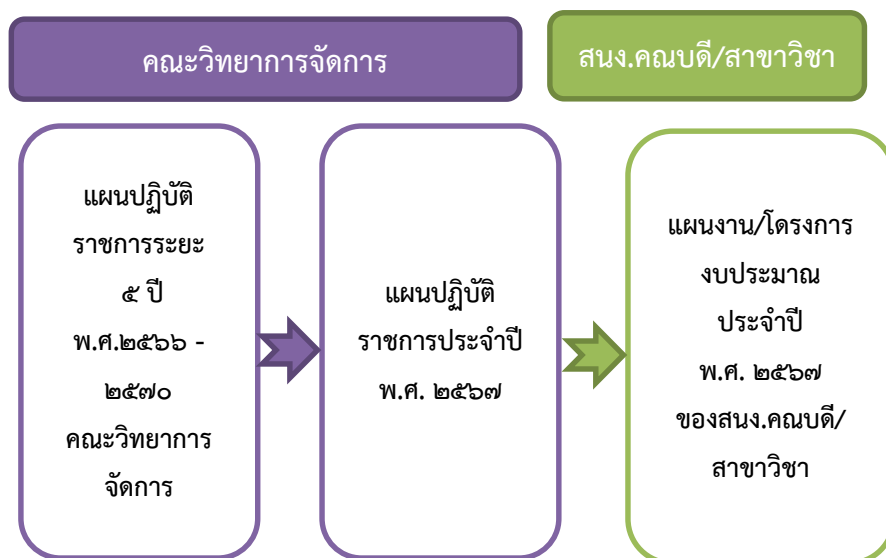 คณะวิทยาการจัดการ
สนง.คณบดี/สาขาวิชา
แผนปฏิบัติ
ราชการระยะ
๕ ปี
พ.ศ.๒๕๖๖ -
๒๕๗๐
คณะวิทยาการ
จัดการ
แผนปฏิบัติ
ราชการประจำปี
พ.ศ. ๒๕๖๗
แผนงาน/โครงการ
งบประมาณ
ประจำปี
พ.ศ. ๒๕๖๗
ของสนง.คณบดี/
สาขาวิชา